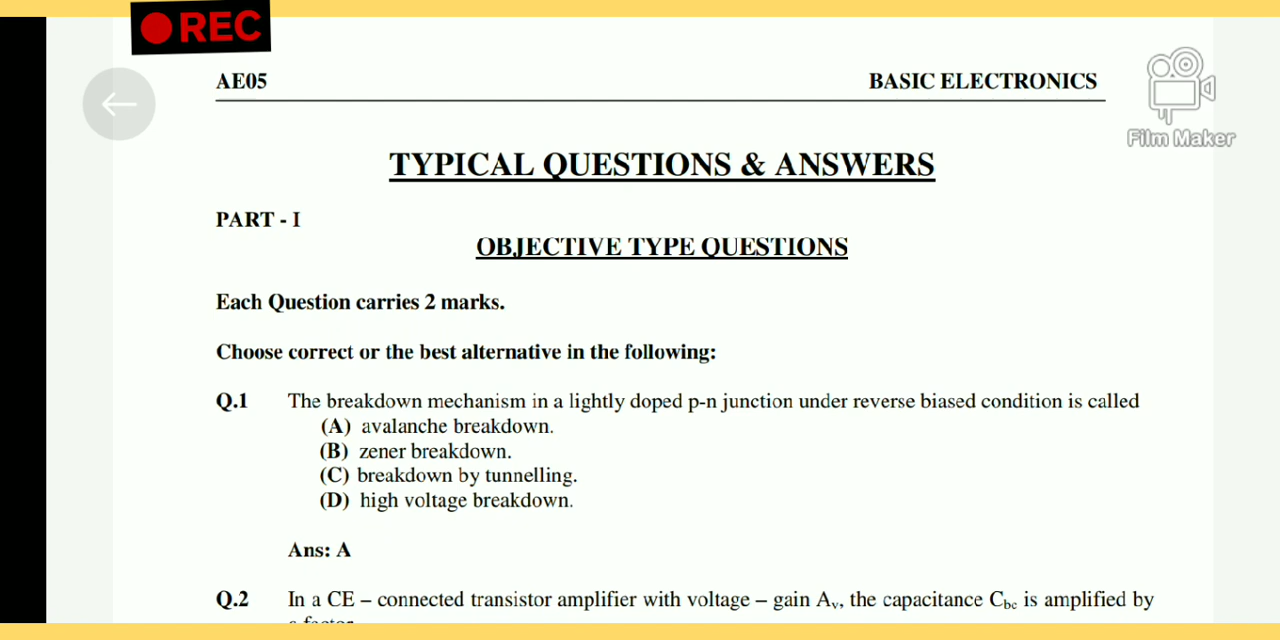 REC
AE05 BASIC ELECTRONICS
Film Maker
TYPICAL QUESTIONS & ANSWERS
PART - I
OBJECTIVE TYPE QUESTIONS
Each Question carries 2 marks.
Choose correct or the best alternative in the following:
Q.1 The breakdown mechanism in a lightly doped p-n junction under reverse biased condition is called
(A) avalanche breakdown.
(B) zener breakdown.
(C) breakdown by tunnelling.
(D) high voltage breakdown.
Ans: A
Q.2 In a CE – connected transistor amplifier with voltage – gain Av, the capacitance Cbc is amplified by